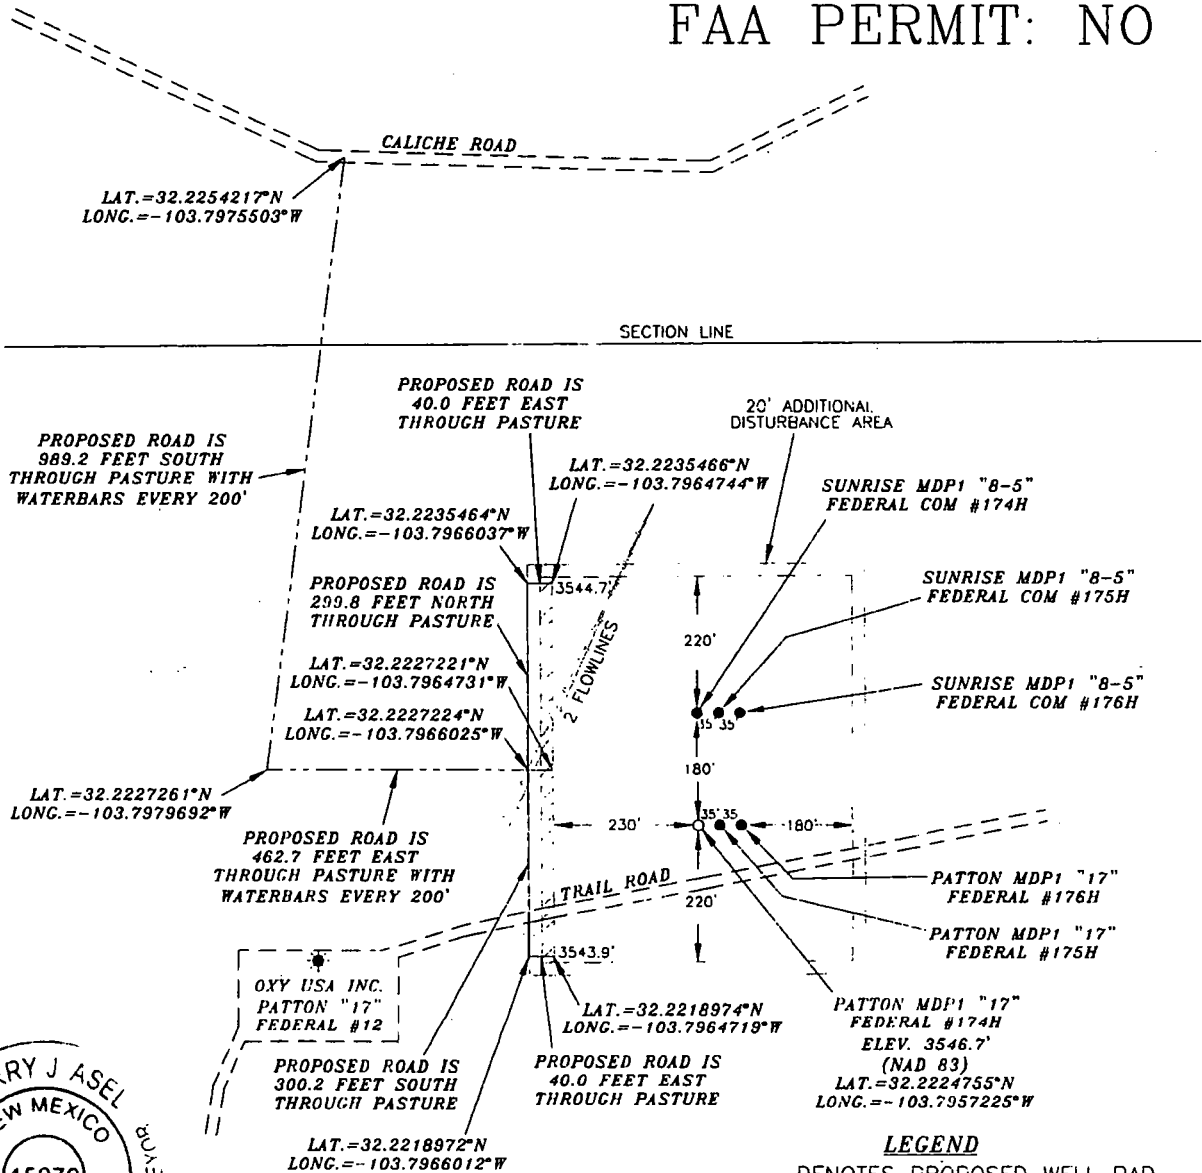 FAA PERMIT: NO
CALICHE ROAD
LAT.=32.2254217°N
LONG.=-103.7975503°W
SECTION LINE
PROPOSED ROAD IS
40.0 FEET EAST
THROUGH PASTURE
20' ADDITIONAL
DISTURBANCE AREA
PROPOSED ROAD IS
989.2 FEET SOUTH
THROUGH PASTURE WITH
WATERBARS EVERY 200'
LAT.=32.2235466°N
LONG.=-103.7964744°W
SUNRISE MDP1 "8-5"
FEDERAL COM #174H
LAT.=32.2235464°N
LONG.=-103.7966037°W
PROPOSED ROAD IS
299.8 FEET NORTH
THROUGH PASTURE
3544.7'
SUNRISE MDP1 "8-5"
FEDERAL COM #175H
220'
2 FLOWLINES
LAT.=32.2227221°N
LONG.=-103.7964731°W
SUNRISE MDP1 "8-5"
FEDERAL COM #176H
LAT.=32.2227224°N
LONG.=-103.7966025°W
35' 35'
180'
LAT.=32.2227261°N
LONG.=-103.7979692°W
230'
35' 35'
180'
PROPOSED ROAD IS
462.7 FEET EAST
THROUGH PASTURE WITH
WATERBARS EVERY 200'
TRAIL ROAD
220'
PATTON MDP1 "17"
FEDERAL #176H
PATTON MDP1 "17"
FEDERAL #175H
3543.9'
OXY USA INC.
PATTON "17"
FEDERAL #12
LAT.=32.2218974°N
LONG.=-103.7964719°W
PATTON MDP1 "17"
FEDERAL #174H
ELEV. 3546.7'
(NAD 83)
LAT.=32.2224755°N
LONG.=-103.7957225°W
PROPOSED ROAD IS
300.2 FEET SOUTH
THROUGH PASTURE
PROPOSED ROAD IS
40.0 FEET EAST
THROUGH PASTURE
RY J ASEL
EW MEXICO
LAT.=32.2218972°N
LONG.=-103.7966012°W
LEGEND
DENOTES PROPOSED WELL PAD